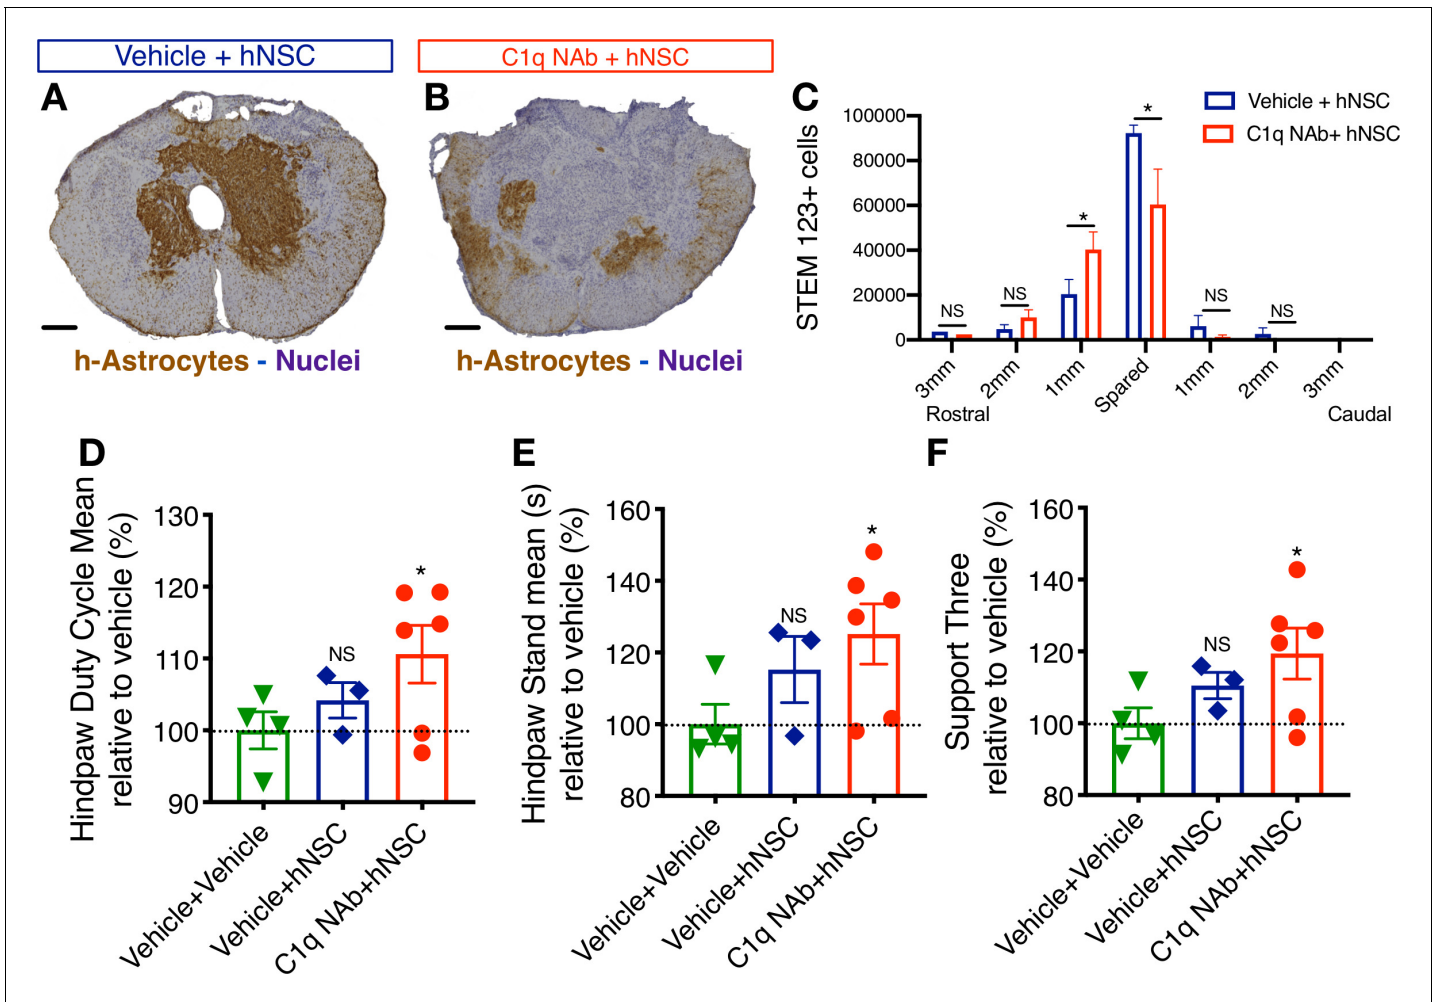 Vehicle + hNSC
C1q NAb + hNSC
A
B
h-Astrocytes - Nuclei
h-Astrocytes - Nuclei
C
STEM 123+ cells
100000
80000
60000
40000
20000
0
NS
NS
*
*
NS
NS
Vehicle + hNSC
C1q NAb+ hNSC
3mm
2mm
1mm
Spared
1mm
2mm
3mm
Rostral
Caudal
D
Hindpaw Duty Cycle Mean
relative to vehicle (%)
130
120
110
100
90
NS
*
Vehicle+Vehicle
Vehicle+hNSC
C1q NAb+hNSC
E
Hindpaw Stand mean (s)
relative to vehicle (%)
160
140
120
100
80
NS
*
Vehicle+Vehicle
Vehicle+hNSC
C1q NAb+hNSC
F
Support Three
relative to vehicle (%)
160
140
120
100
80
NS
*
Vehicle+Vehicle
Vehicle+hNSC
C1q NAb+hNSC